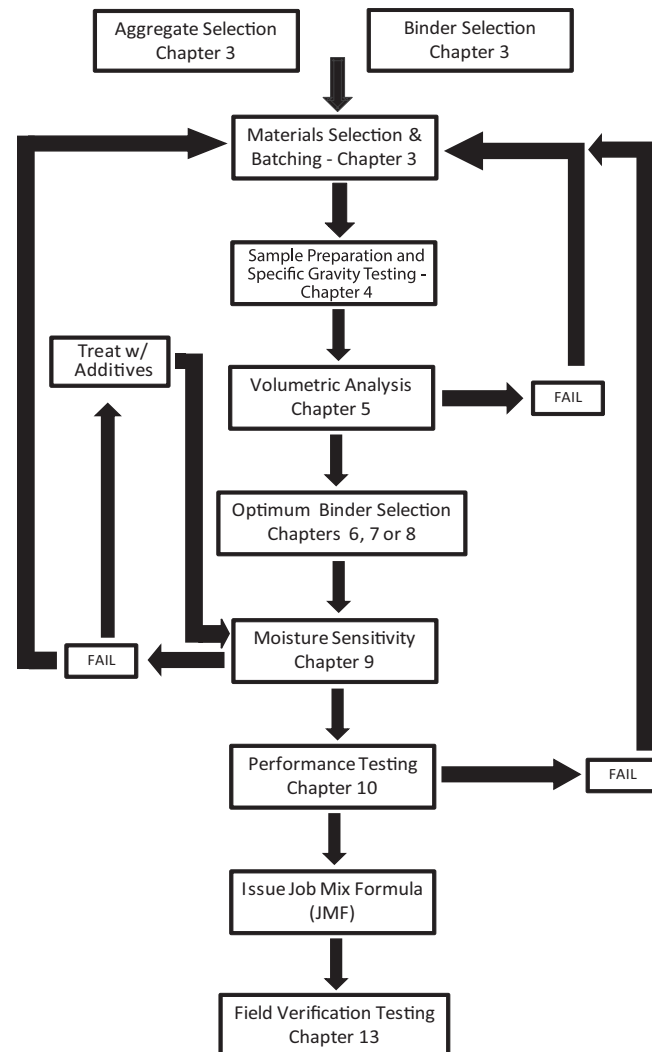 Aggregate Selection
Chapter 3
Binder Selection
Chapter 3
Materials Selection &
Batching - Chapter 3
Sample Preparation and
Specific Gravity Testing -
Chapter 4
Treat w/
Additives
Volumetric Analysis
Chapter 5
FAIL
Optimum Binder Selection
Chapters 6, 7 or 8
Moisture Sensitivity
Chapter 9
FAIL
Performance Testing
Chapter 10
FAIL
Issue Job Mix Formula
(JMF)
Field Verification Testing
Chapter 13